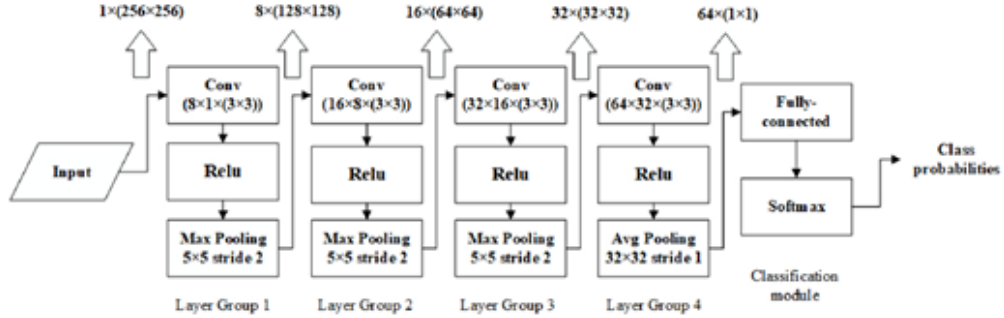 1×(256×256)
8×(128×128)
16×(64×64)
32×(32×32)
64×(1×1)
Input
Conv
(8×1×(3×3))
Relu
Max Pooling
5×5 stride 2
Layer Group 1
Conv
(16×8×(3×3))
Relu
Max Pooling
5×5 stride 2
Layer Group 2
Conv
(32×16×(3×3))
Relu
Max Pooling
5×5 stride 2
Layer Group 3
Conv
(64×32×(3×3))
Relu
Avg Pooling
32×32 stride 1
Layer Group 4
Fully-
connected
Softmax
Classification
module
Class
probabilities